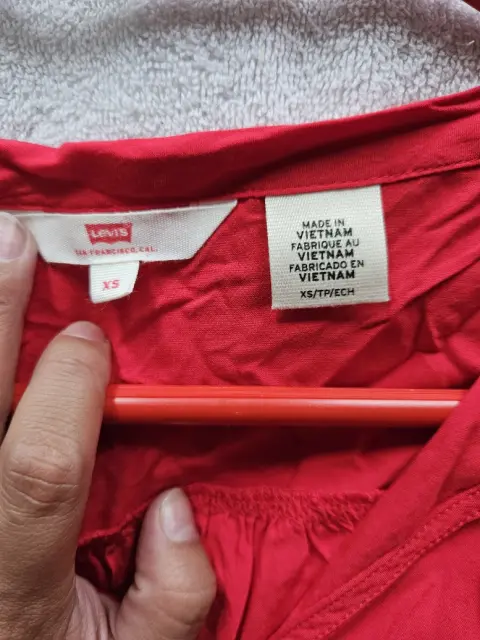 Levi's
SAN FRANCISCO, CAL.
XS
MADE IN
VIETNAM
FABRIQUE AU
VIETNAM
FABRICADO EN
VIETNAM
XS/TP/ECH